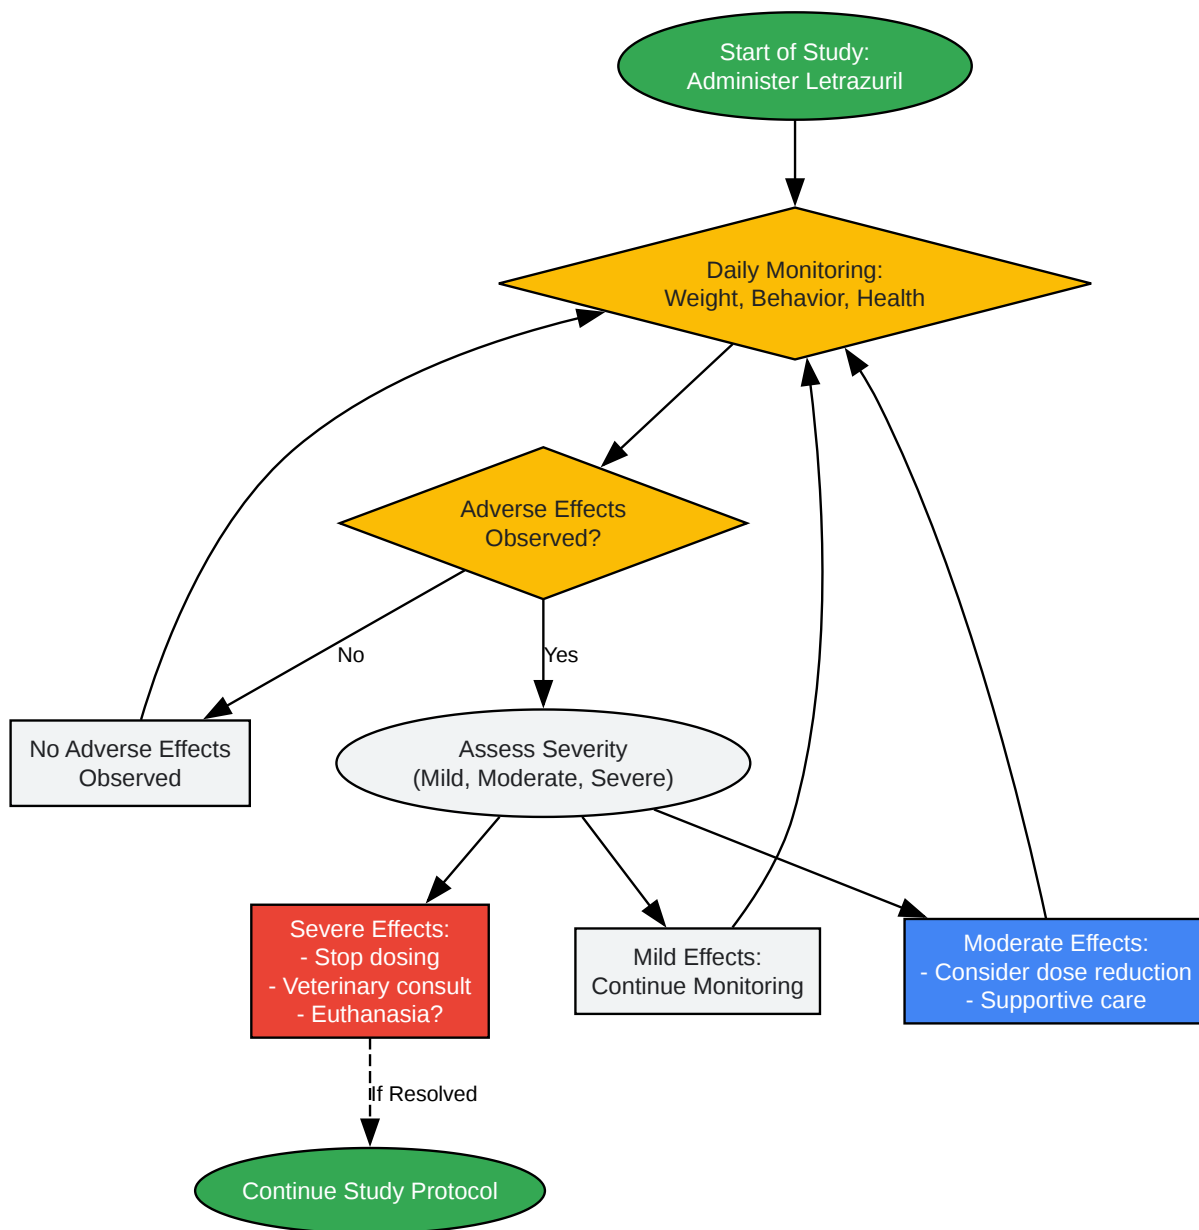 Start of Study:
Administer Letrazuril
Daily Monitoring:
Weight, Behavior, Health
Adverse Effects
Observed?
No
Yes
No Adverse Effects
Observed
Assess Severity
(Mild, Moderate, Severe)
Severe Effects:
- Stop dosing
- Veterinary consult
- Euthanasia?
Mild Effects:
Continue Monitoring
Moderate Effects:
- Consider dose reduction
- Supportive care
If Resolved
Continue Study Protocol